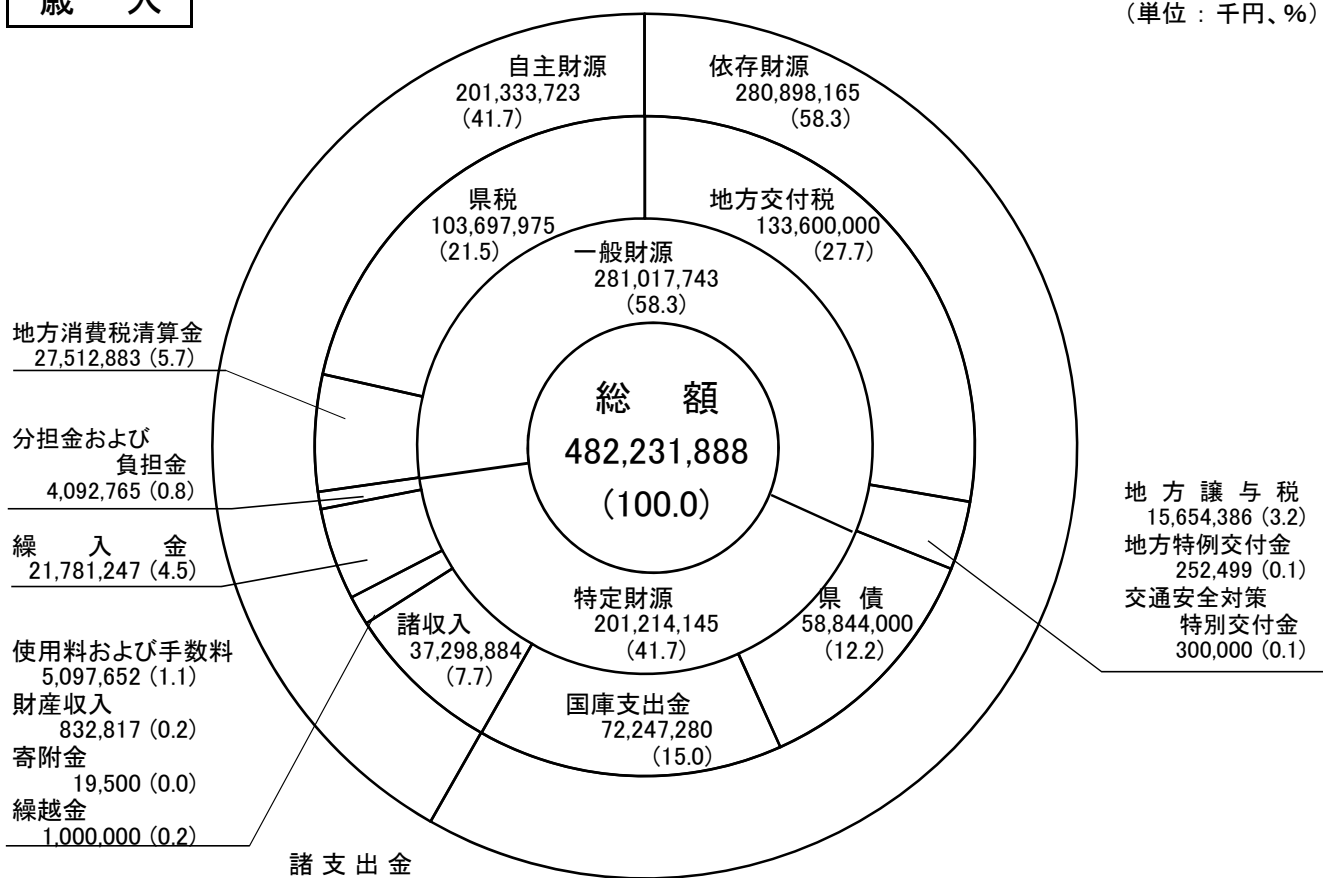 歳 入
(単位：千円、%)
自主財源
201,333,723
(41.7)
依存財源
280,898,165
(58.3)
県税
103,697,975
(21.5)
地方交付税
133,600,000
(27.7)
一般財源
281,017,743
(58.3)
地方消費税清算金
27,512,883 (5.7)
総 額
482,231,888
(100.0)
分担金および
負担金
4,092,765 (0.8)
繰 入 金
21,781,247 (4.5)
地 方 譲 与 税
15,654,386 (3.2)
地方特例交付金
252,499 (0.1)
交通安全対策
特別交付金
300,000 (0.1)
特定財源
201,214,145
(41.7)
県 債
58,844,000
(12.2)
諸収入
37,298,884
(7.7)
国庫支出金
72,247,280
(15.0)
使用料および手数料
5,097,652 (1.1)
財産収入
832,817 (0.2)
寄附金
19,500 (0.0)
繰越金
1,000,000 (0.2)
諸 支 出 金